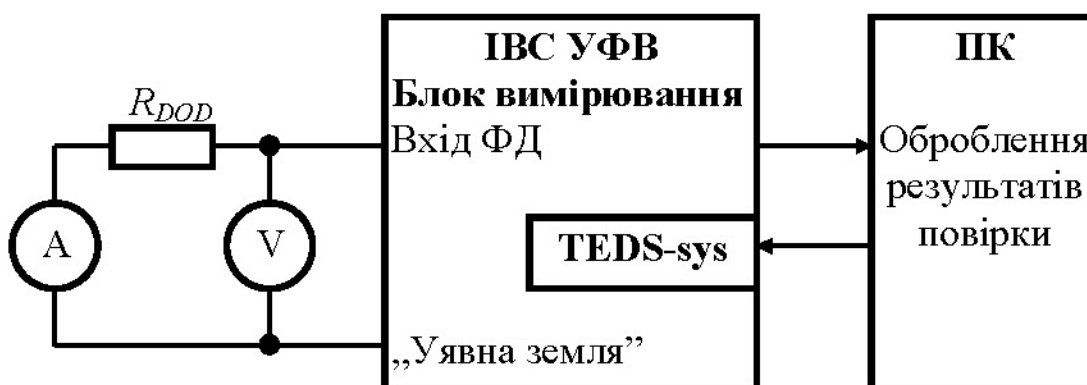 R_DOD
A
V
ІВС УФВ
Блок вимірювання
Вхід ФД
TEDS-sys
„Уявна земля”
ПК
Оброблення
результатів
повірки